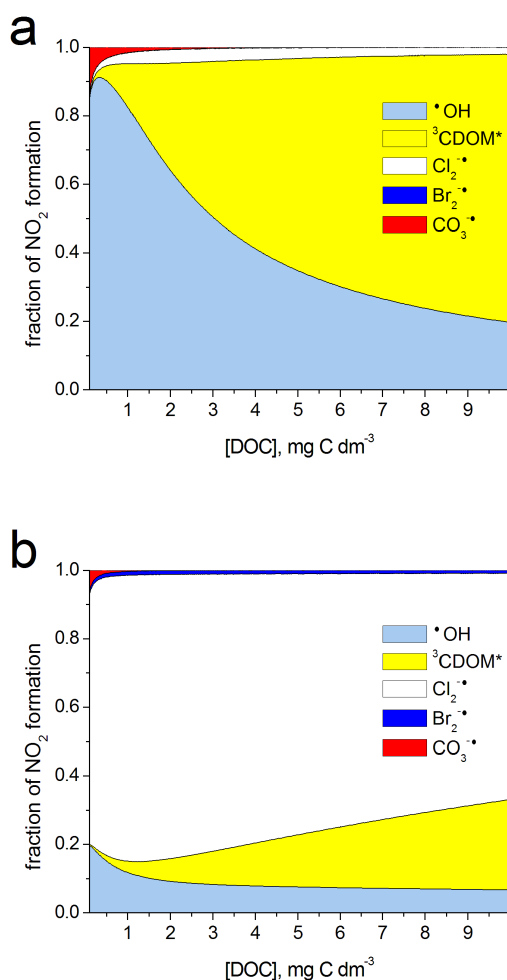 a
1.0
0.8
0.6
0.4
0.2
0.0
fraction of NO₂ formation
•OH
³CDOM*
Cl₂⁻•
Br₂⁻•
CO₃⁻•
1 2 3 4 5 6 7 8 9
[DOC], mg C dm⁻³
b
1.0
0.8
0.6
0.4
0.2
0.0
fraction of NO₂ formation
•OH
³CDOM*
Cl₂⁻•
Br₂⁻•
CO₃⁻•
1 2 3 4 5 6 7 8 9
[DOC], mg C dm⁻³